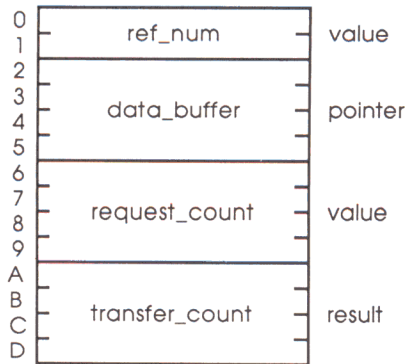 0
1
ref_num value
2
3
4
5
data_buffer pointer
6
7
8
9
request_count value
A
B
C
D
transfer_count result